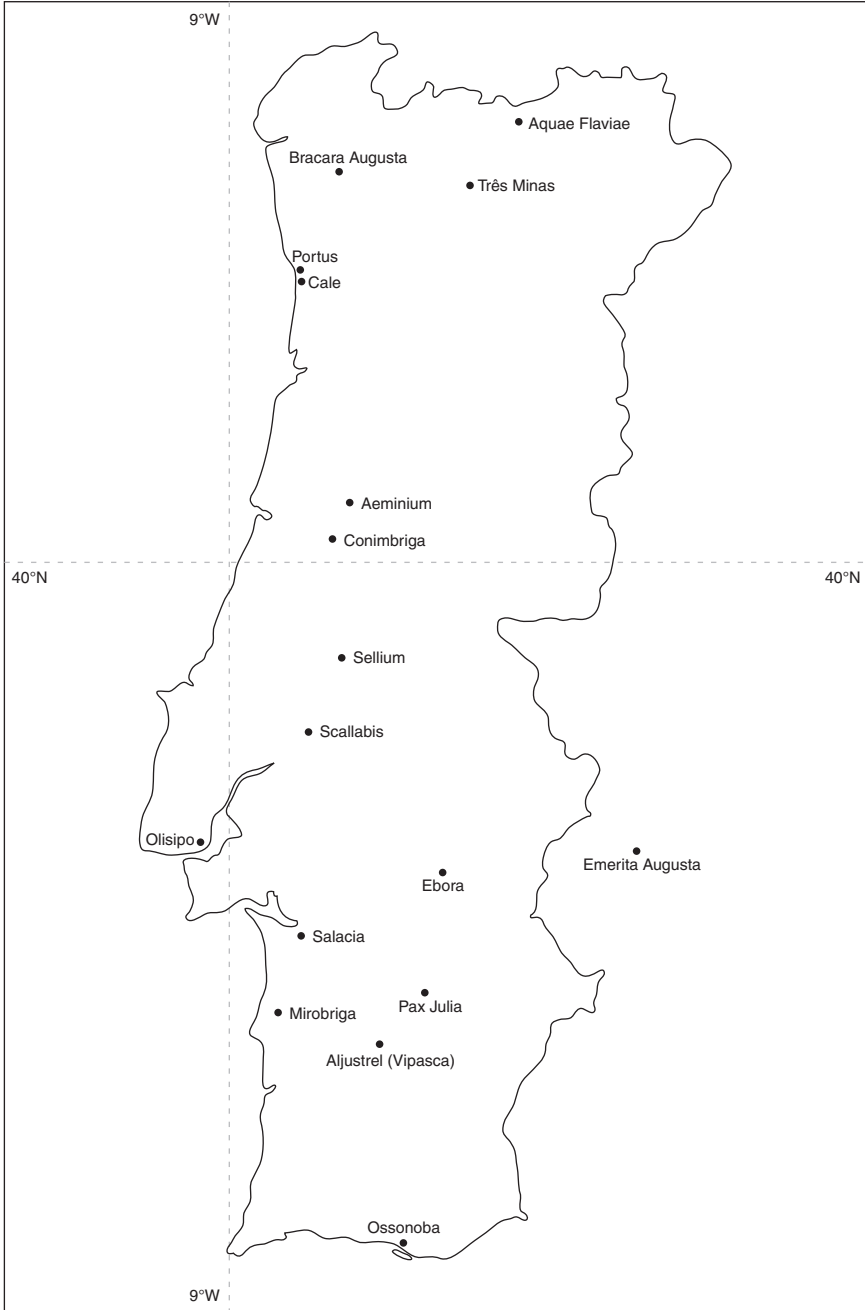 9°W
Aquae Flaviae
Bracara Augusta
Três Minas
Portus
Cale
Aeminium
Conimbriga
40°N
40°N
Sellium
Scallabis
Olisipo
Emerita Augusta
Ebora
Salacia
Pax Julia
Mirobriga
Aljustrel (Vipasca)
Ossonoba
9°W